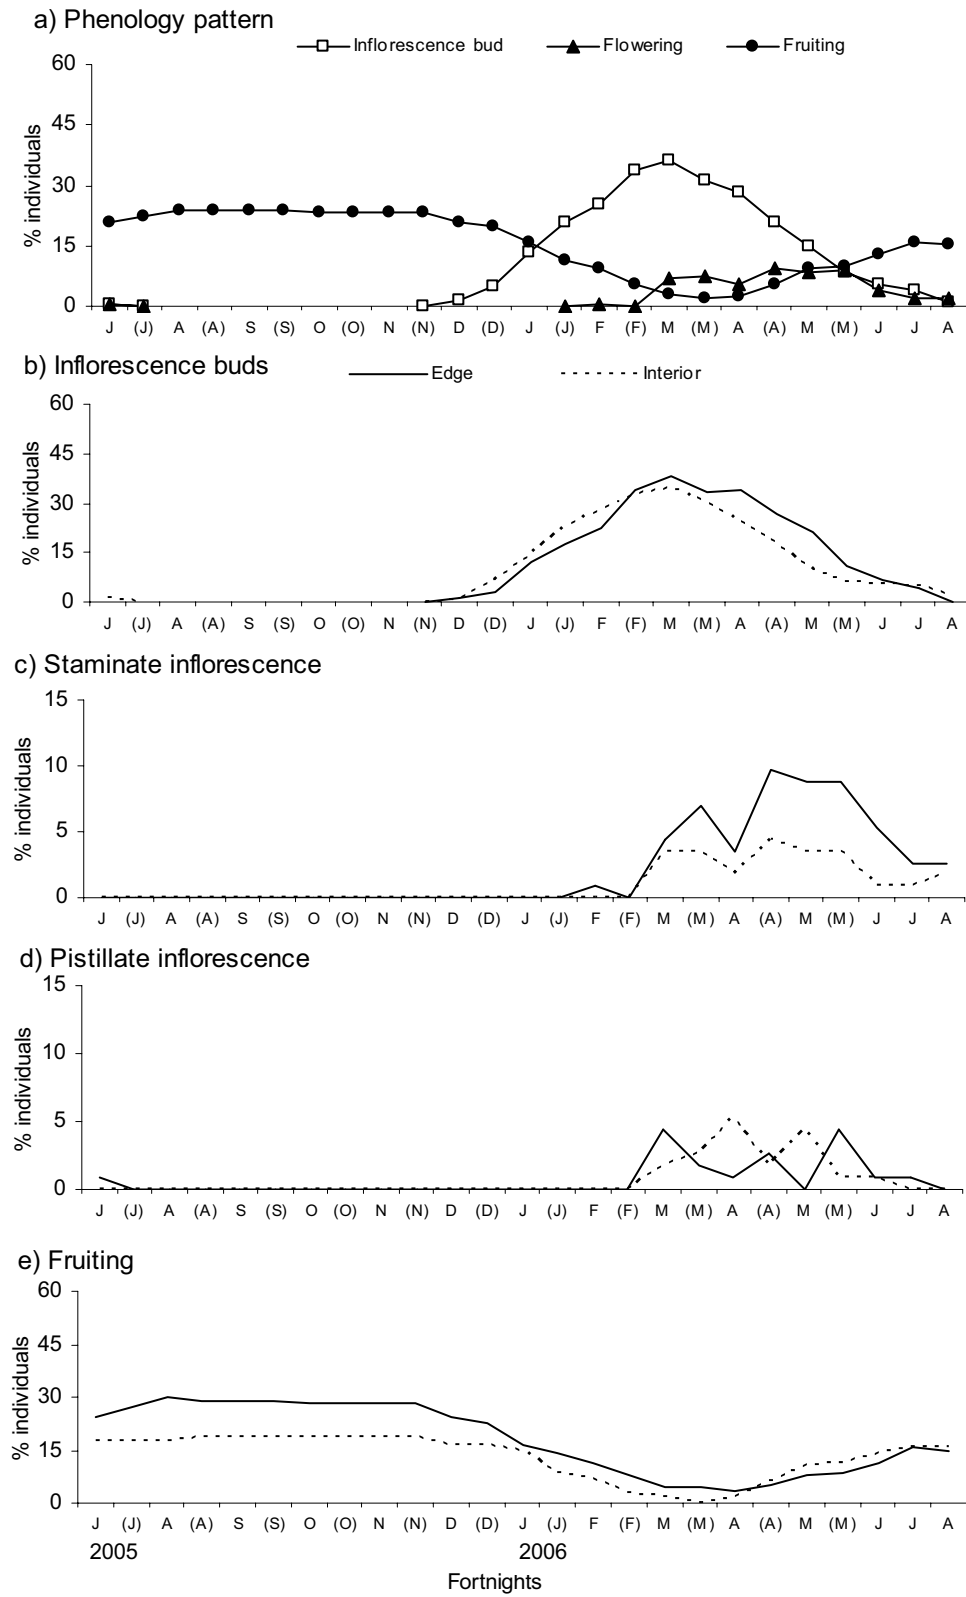 a) Phenology pattern
Inflorescence bud Flowering Fruiting
60
45
30
15
0
% individuals
J (J) A (A) S (S) O (O) N (N) D (D) J (J) F (F) M (M) A (A) M (M) J J A
b) Inflorescence buds
Edge Interior
60
45
30
15
0
% individuals
J (J) A (A) S (S) O (O) N (N) D (D) J (J) F (F) M (M) A (A) M (M) J J A
c) Staminate inflorescence
15
10
5
0
% individuals
J (J) A (A) S (S) O (O) N (N) D (D) J (J) F (F) M (M) A (A) M (M) J J A
d) Pistillate inflorescence
15
10
5
0
% individuals
J (J) A (A) S (S) O (O) N (N) D (D) J (J) F (F) M (M) A (A) M (M) J J A
e) Fruiting
60
45
30
15
0
% individuals
J (J) A (A) S (S) O (O) N (N) D (D) J (J) F (F) M (M) A (A) M (M) J J A
2005 2006
Fortnights